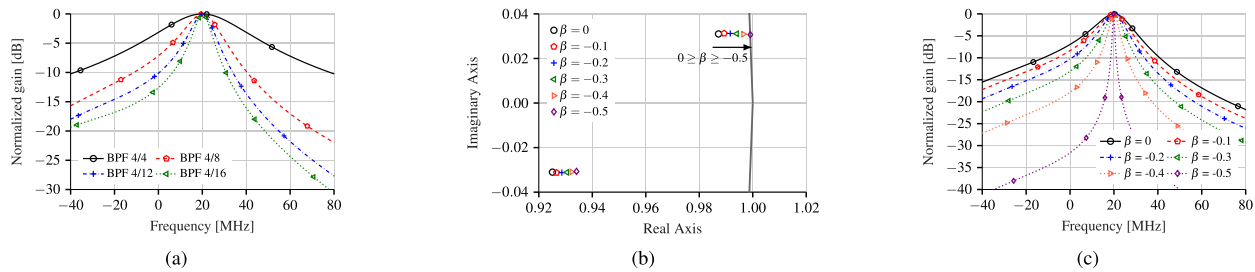 0
−5
−10
−15
−20
−25
−30
−40 −20 0 20 40 60 80
Normalized gain [dB]
Frequency [MHz]
BPF 4/4 BPF 4/8
BPF 4/12 BPF 4/16
(a)
0.04
0.02
0.00
−0.02
−0.04
0.92 0.94 0.96 0.98 1.00 1.02
Imaginary Axis
Real Axis
β = 0
β = −0.1
β = −0.2
β = −0.3
β = −0.4
β = −0.5
0 ≥ β ≥ −0.5
(b)
0
−5
−10
−15
−20
−25
−30
−35
−40
−40 −20 0 20 40 60 80
Normalized gain [dB]
Frequency [MHz]
β = 0 β = −0.1
β = −0.2 β = −0.3
β = −0.4 β = −0.5
(c)